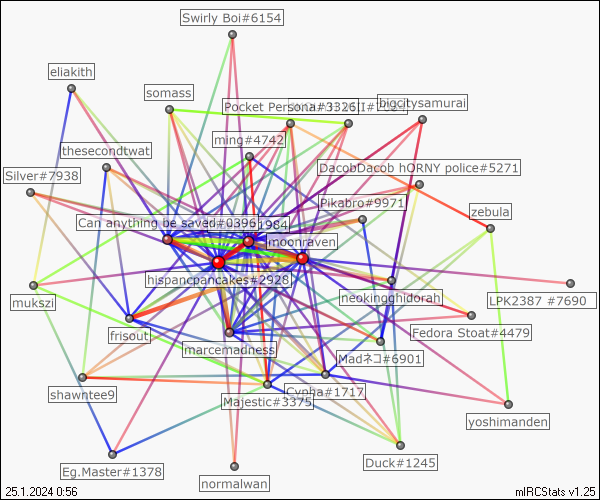 Swirly Boi#6154
eliakith
somass
Pocket Persona#3326
bigcitysamurai
ming#4742
thesecondtwat
DacobDacob hORNY police#5271
Silver#7938
Pikabro#9971
zebula
Can anything be saved#0396
1984
moonraven
hispancpancakes#2928
mukszi
neokingghidorah
LPK2387 #7690
frisout
marcemadness
Fedora Stoat#4479
Madネコ#6901
shawntee9
Cynha#1717
Majestic#3375
yoshimanden
Duck#1245
Eg.Master#1378
normalwan
25.1.2024 0:56
mIRCStats v1.25